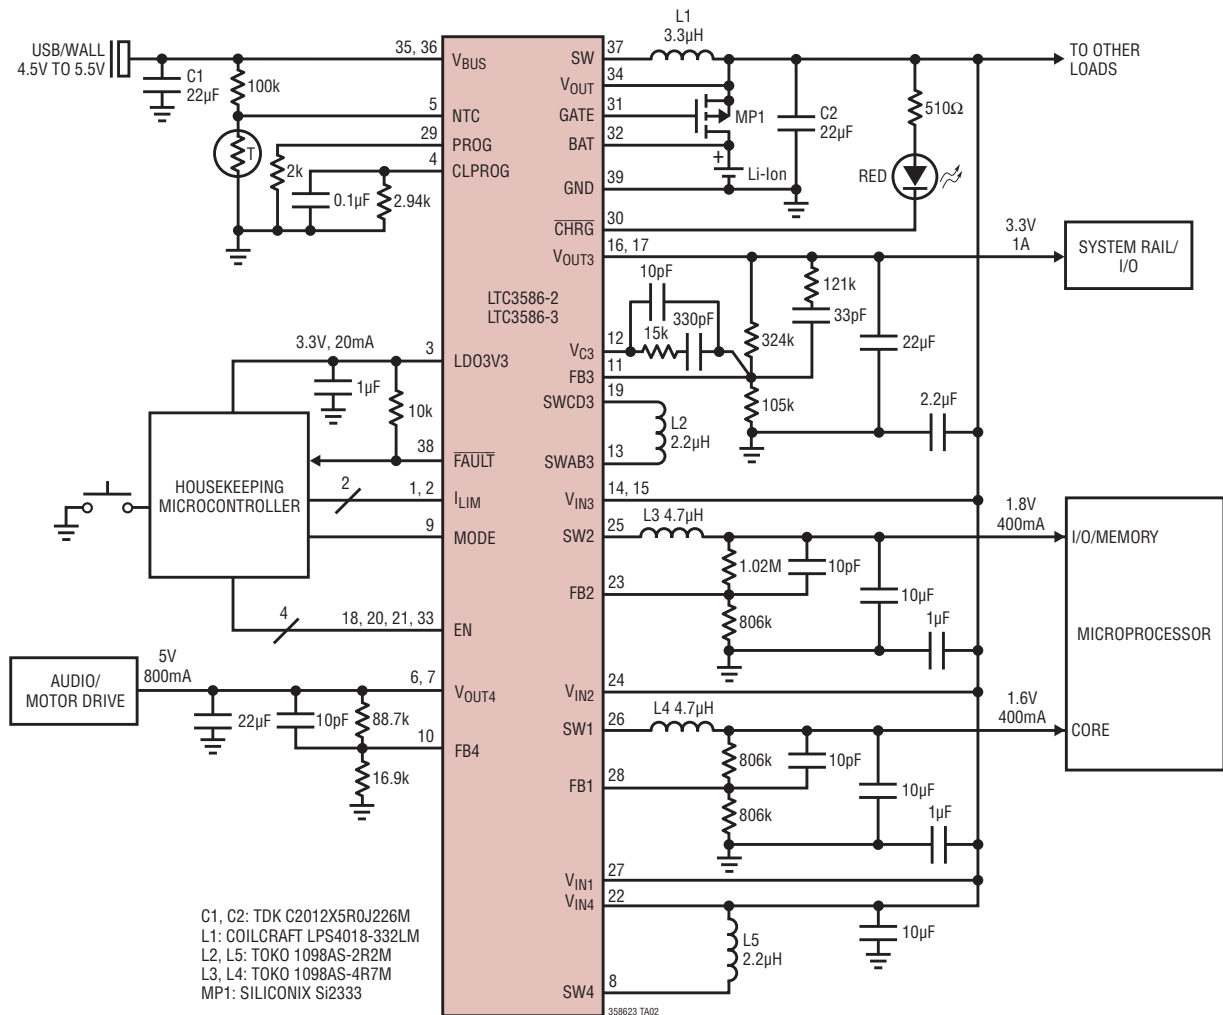 USB/WALL
4.5V TO 5.5V
C1
22µF
100k
T
2k
0.1µF
2.94k
35, 36
5
29
4
VBUS
NTC
PROG
CLPROG
LTC3586-2
LTC3586-3
3.3V, 20mA
3
LDO3V3
1µF
10k
38
FAULT
HOUSEKEEPING
MICROCONTROLLER
2
1, 2
ILIM
9
MODE
4
18, 20, 21, 33
EN
AUDIO/
MOTOR DRIVE
5V
800mA
6, 7
VOUT4
22µF
10pF
88.7k
10
FB4
16.9k
SW
37
L1
3.3µH
TO OTHER
LOADS
VOUT
34
GATE
31
MP1
C2
22µF
BAT
32
+
Li-Ion
GND
39
510Ω
RED
CHRG
30
VOUT3
16, 17
3.3V
1A
SYSTEM RAIL/
I/O
10pF
15k
330pF
121k
33pF
324k
22µF
VC3
12
FB3
11
105k
2.2µF
SWCD3
19
L2
2.2µH
SWAB3
13
VIN3
14, 15
SW2
25
L3 4.7µH
1.8V
400mA
I/O/MEMORY
1.02M
10pF
FB2
23
806k
10µF
1µF
MICROPROCESSOR
VIN2
24
SW1
26
L4 4.7µH
1.6V
400mA
CORE
806k
10pF
FB1
28
806k
10µF
1µF
VIN1
27
VIN4
22
10µF
L5
2.2µH
SW4
8
C1, C2: TDK C2012X5R0J226M
L1: COILCRAFT LPS4018-332LM
L2, L5: TOKO 1098AS-2R2M
L3, L4: TOKO 1098AS-4R7M
MP1: SILICONIX Si2333
358623 TA02